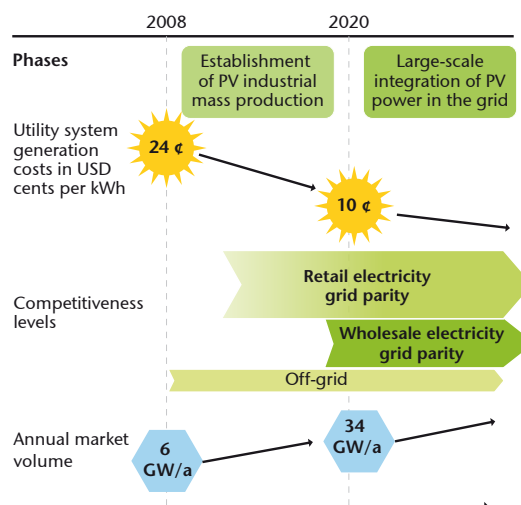 2008
2020
Phases
Establishment
of PV industrial
mass production
Large-scale
integration of PV
power in the grid
Utility system
generation
costs in USD
cents per kWh
24 ¢
10 ¢
Competitiveness
levels
Retail electricity
grid parity
Wholesale electricity
grid parity
Off-grid
Annual market
volume
6
GW/a
34
GW/a